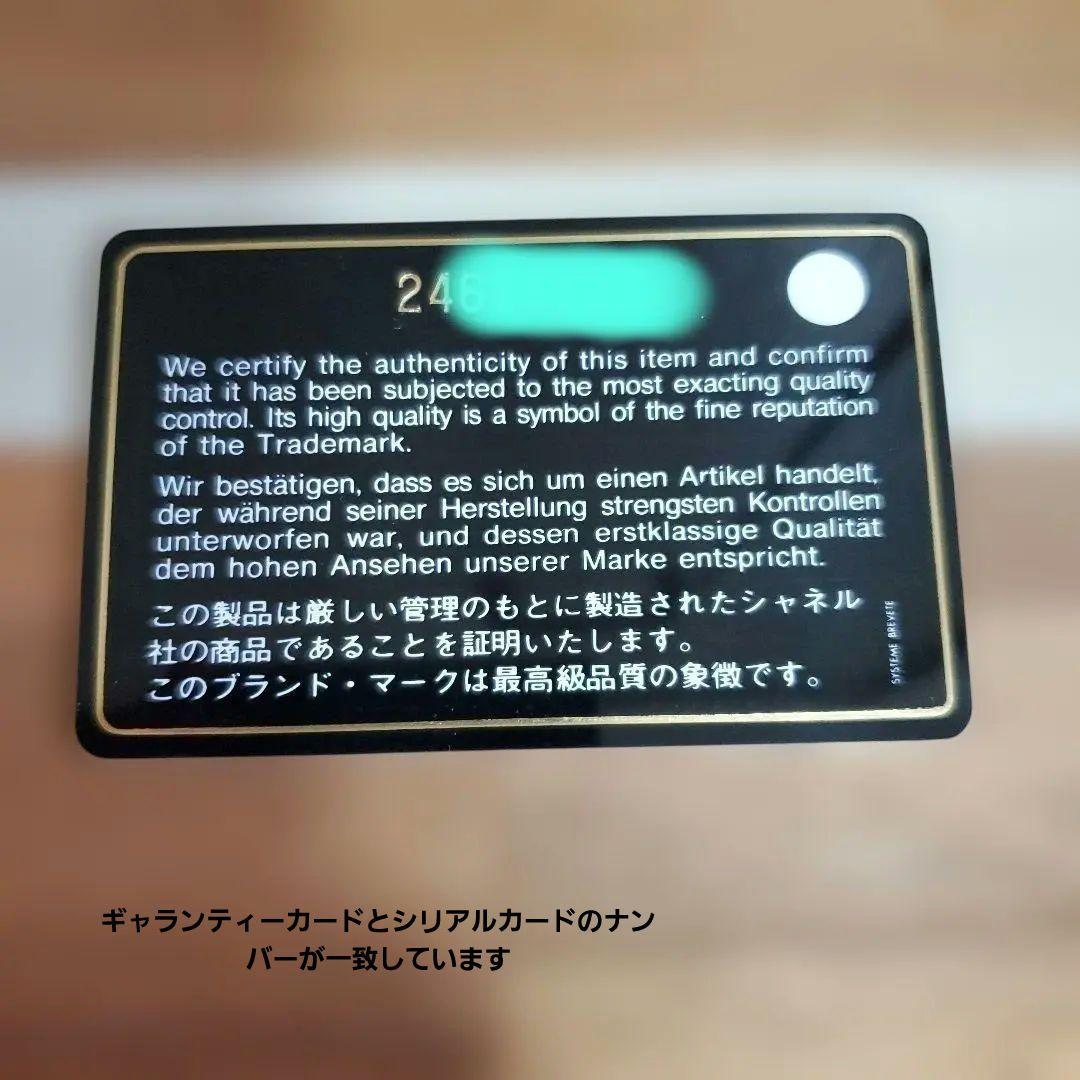 246
We certify the authenticity of this item and confirm
that it has been subjected to the most exacting quality
control. Its high quality is a symbol of the fine reputation
of the Trademark.
Wir bestätigen, dass es sich um einen Artikel handelt,
der während seiner Herstellung strengsten Kontrollen
unterworfen war, und dessen erstklassige Qualität
dem hohen Ansehen unserer Marke entspricht.
この製品は厳しい管理のもとに製造されたシャネル
社の商品であることを証明いたします。
このブランド・マークは最高級品質の象徴です。
SYSTEME BREVETE
ギャランティーカードとシリアルカードのナン
バーが一致しています